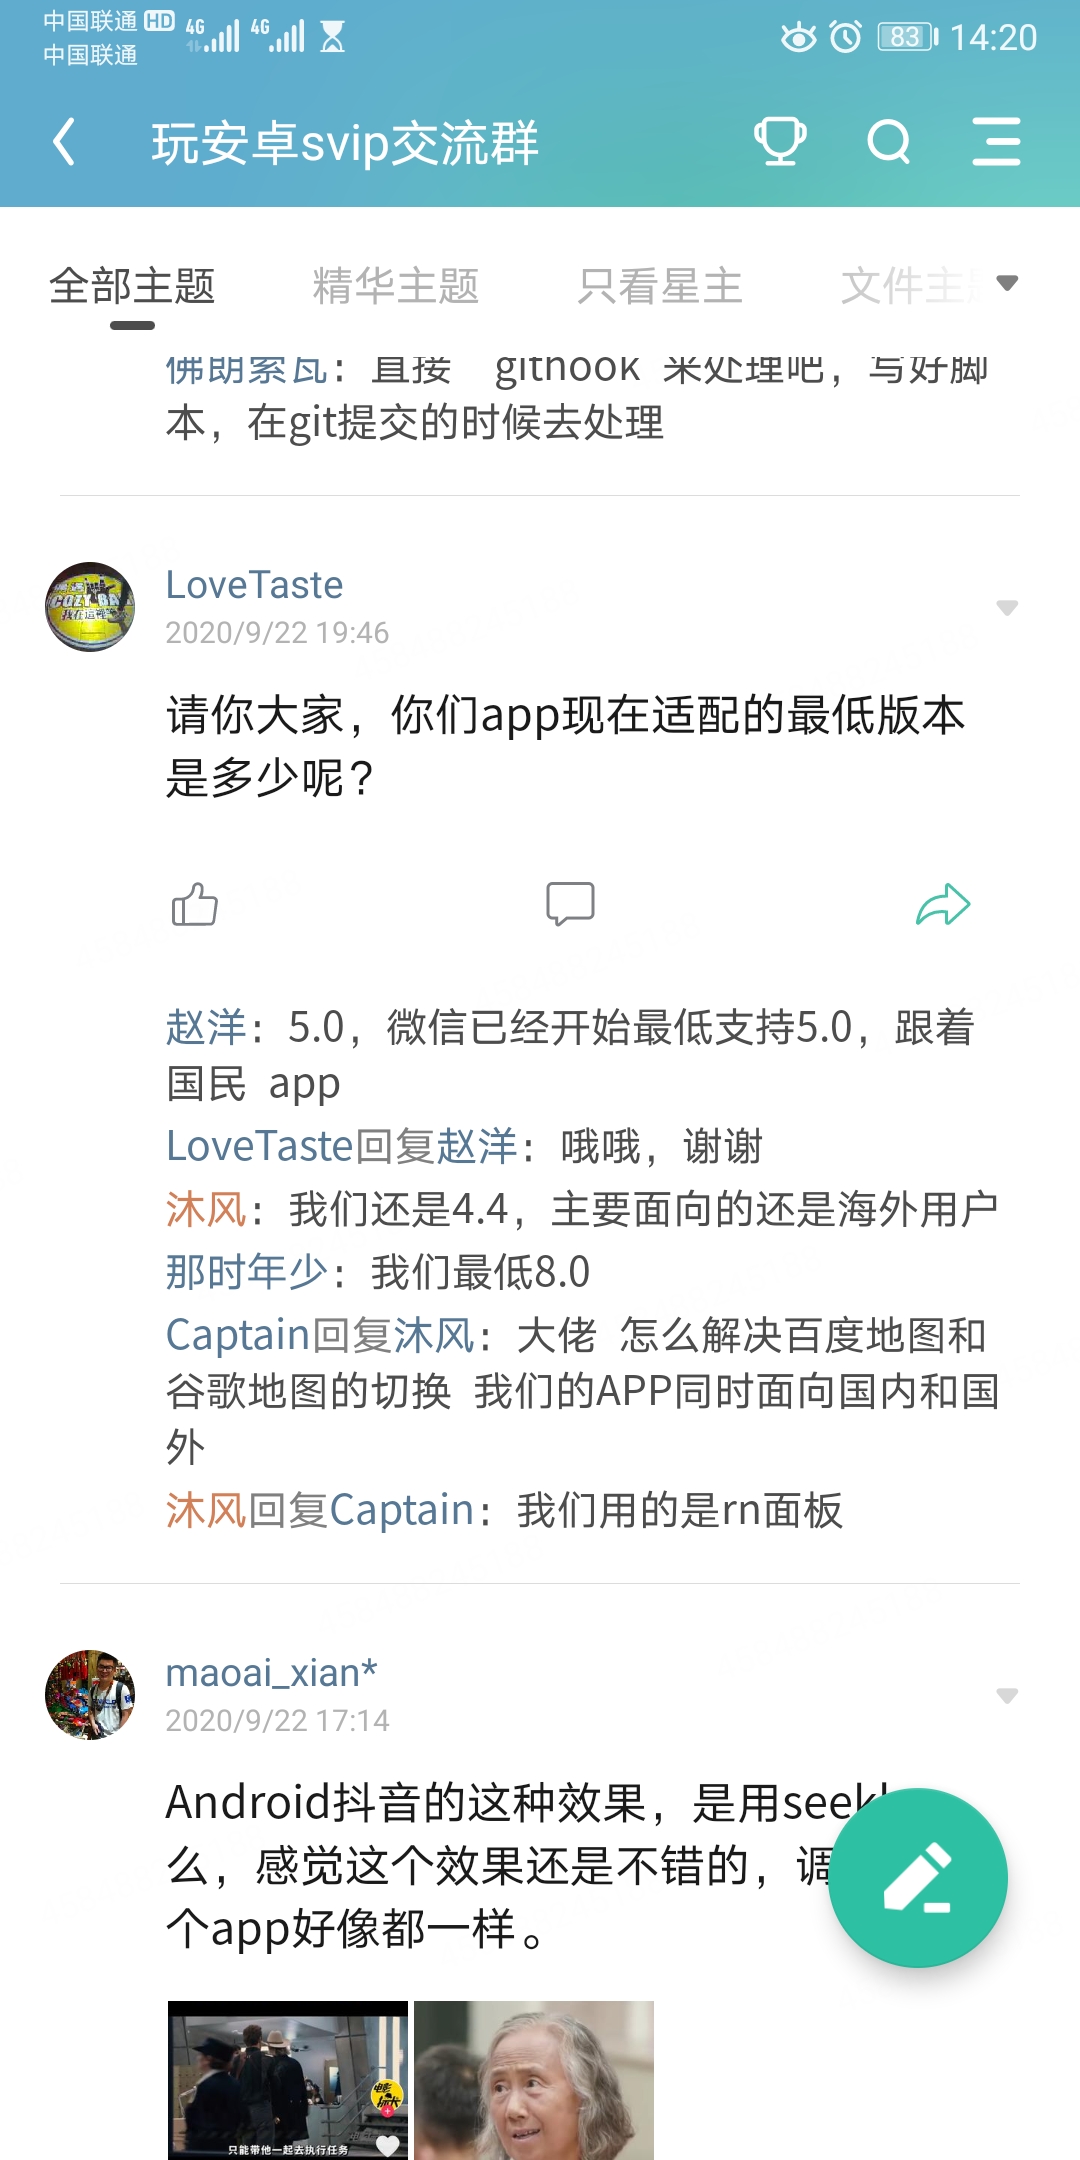 中国联通 HD 4G 4G 83 14:20
中国联通
玩安卓svip交流群
全部主题 精华主题 只看星主 文件主题
佛朗索瓦：直接 githook 来处理吧，写好脚
本，在git提交的时候去处理
LoveTaste
2020/9/22 19:46
请你大家，你们app现在适配的最低版本
是多少呢？
赵洋：5.0，微信已经开始最低支持5.0，跟着
国民 app
LoveTaste回复赵洋：哦哦，谢谢
沐风：我们还是4.4，主要面向的还是海外用户
那时年少：我们最低8.0
Captain回复沐风：大佬 怎么解决百度地图和
谷歌地图的切换 我们的APP同时面向国内和国
外
沐风回复Captain：我们用的是rn面板
maoai_xian*
2020/9/22 17:14
Android抖音的这种效果，是用seek
么，感觉这个效果还是不错的，调
个app好像都一样。
只能带他一起去执行任务